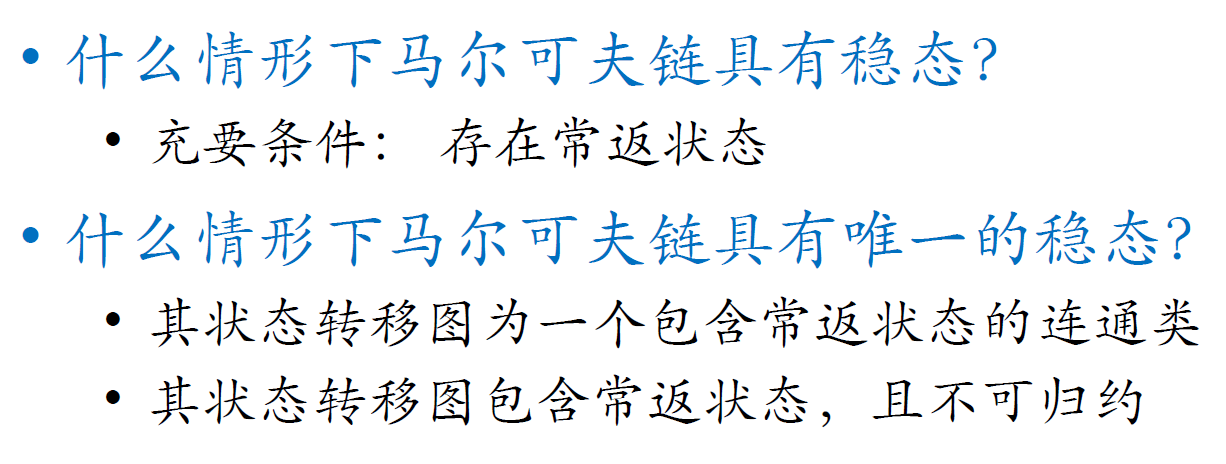 • 什么情形下马尔可夫链具有稳态？
• 充要条件： 存在常返状态
• 什么情形下马尔可夫链具有唯一的稳态？
• 其状态转移图为一个包含常返状态的连通类
• 其状态转移图包含常返状态，且不可归约